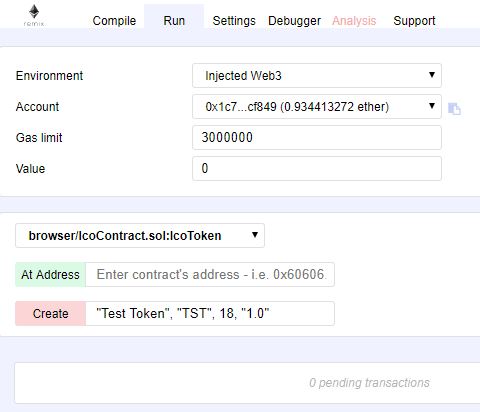 remix
Compile Run Settings Debugger Analysis Support
Environment Injected Web3
Account 0x1c7...cf849 (0.934413272 ether)
Gas limit 3000000
Value 0
browser/IcoContract.sol:IcoToken
At Address Enter contract's address - i.e. 0x60606
Create "Test Token", "TST", 18, "1.0"
0 pending transactions